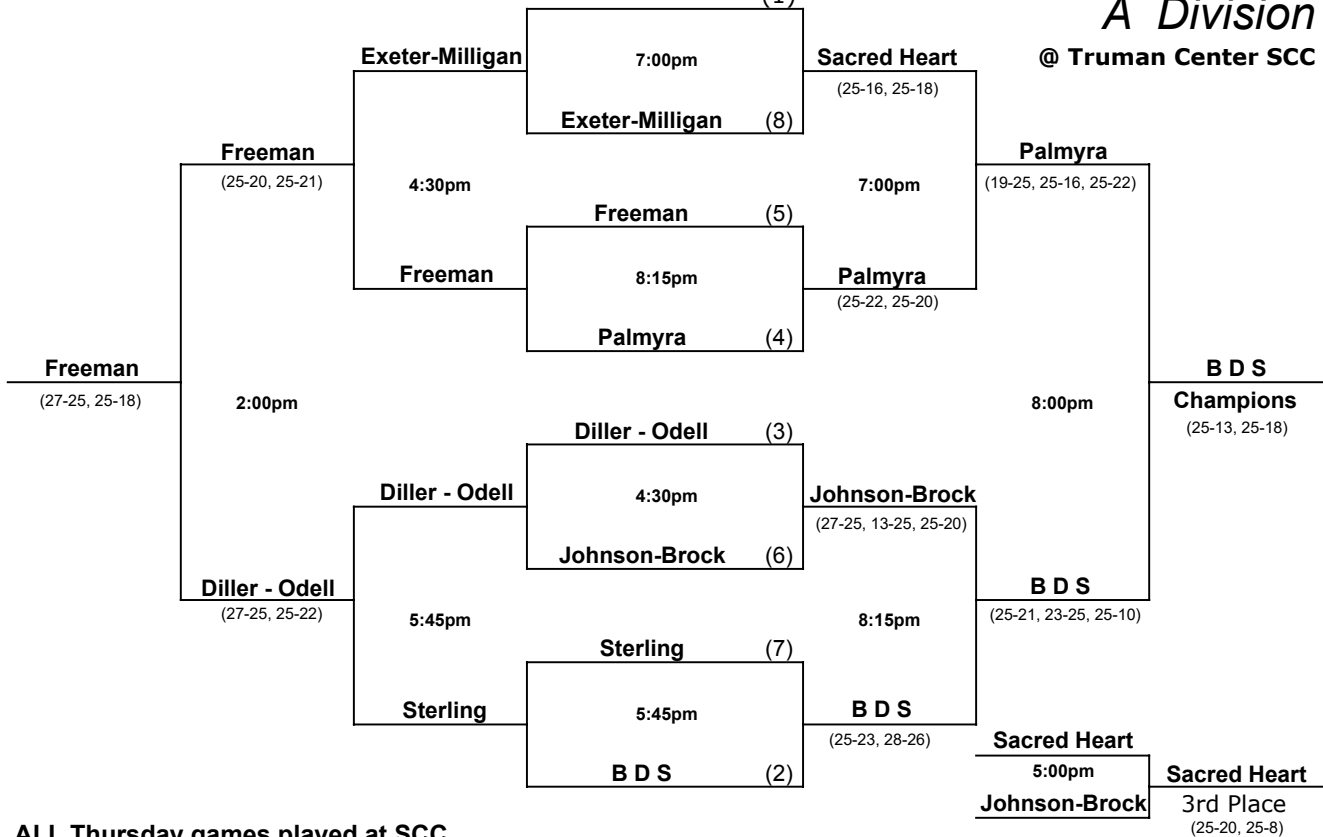 (1)
A Division
@ Truman Center SCC
Exeter-Milligan
7:00pm
Sacred Heart
(25-16, 25-18)
Exeter-Milligan (8)
Freeman
(25-20, 25-21)
4:30pm
7:00pm
Palmyra
(19-25, 25-16, 25-22)
Freeman (5)
Freeman
8:15pm
Palmyra
(25-22, 25-20)
Palmyra (4)
Freeman
(27-25, 25-18)
2:00pm
8:00pm
B D S
Champions
(25-13, 25-18)
Diller - Odell (3)
Diller - Odell
4:30pm
Johnson-Brock
(27-25, 13-25, 25-20)
Johnson-Brock (6)
Diller - Odell
(27-25, 25-22)
5:45pm
8:15pm
B D S
(25-21, 23-25, 25-10)
Sterling (7)
Sterling
5:45pm
B D S
(25-23, 28-26)
B D S (2)
Sacred Heart
5:00pm
Johnson-Brock
Sacred Heart
3rd Place
(25-20, 25-8)
ALL Thursday games played at SCC